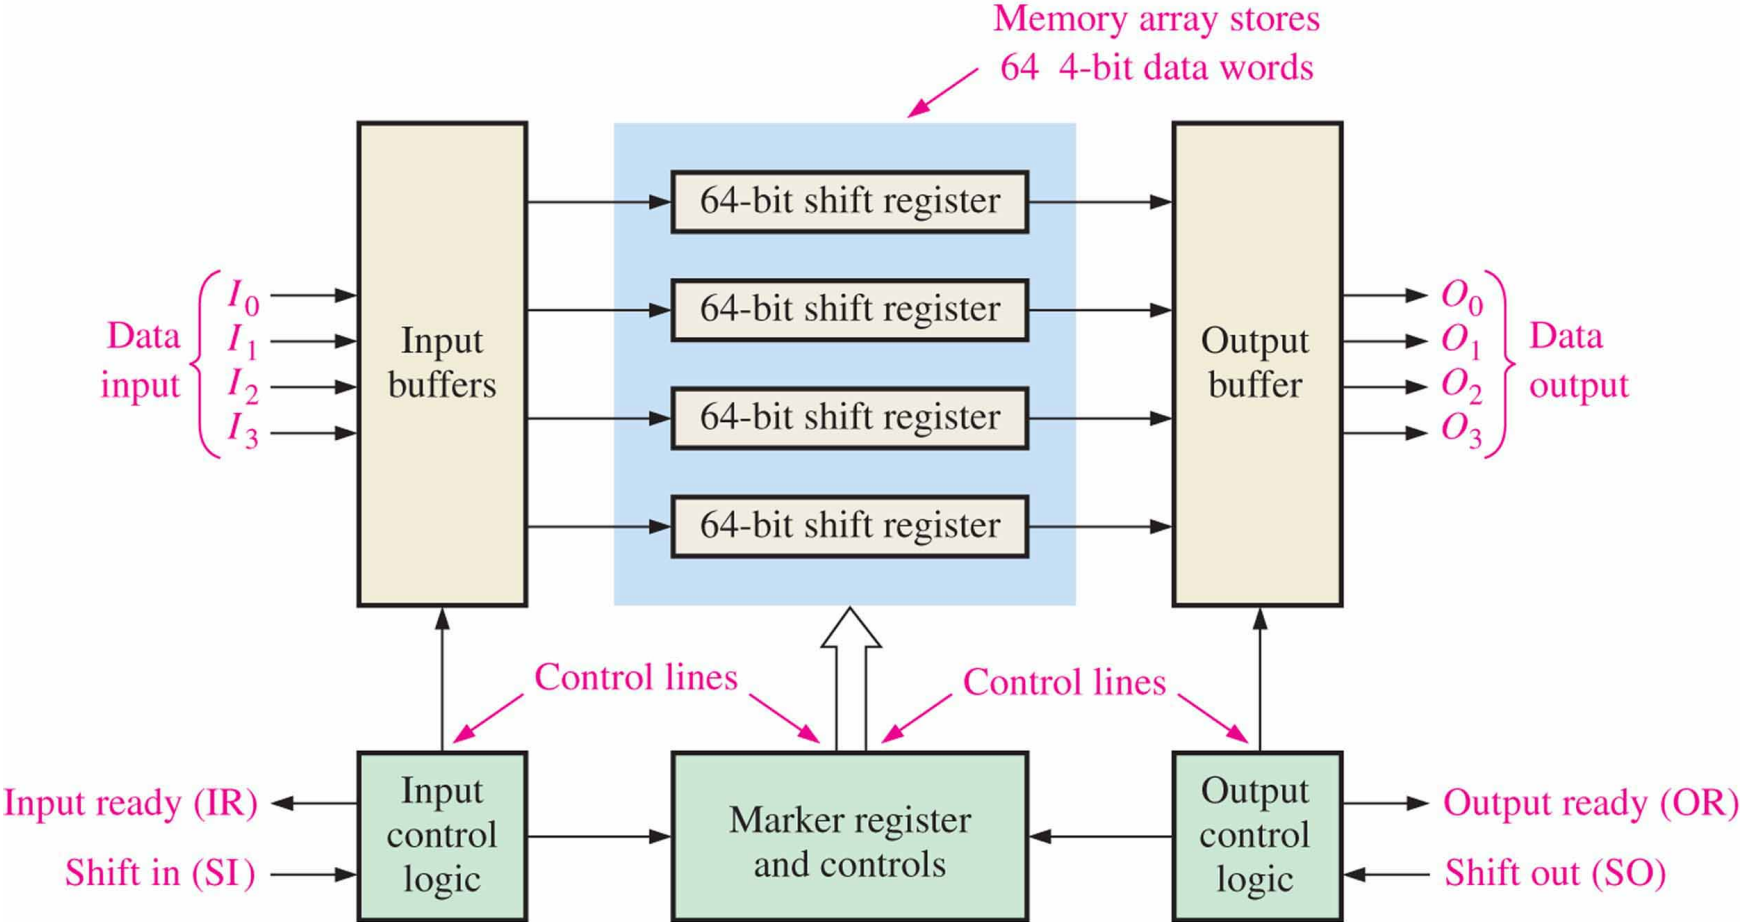 Memory array stores
64 4-bit data words
64-bit shift register
64-bit shift register
64-bit shift register
64-bit shift register
Data
input
I0
I1
I2
I3
Input
buffers
Output
buffer
O0
O1
O2
O3
Data
output
Control lines
Control lines
Input ready (IR)
Shift in (SI)
Input
control
logic
Marker register
and controls
Output
control
logic
Output ready (OR)
Shift out (SO)